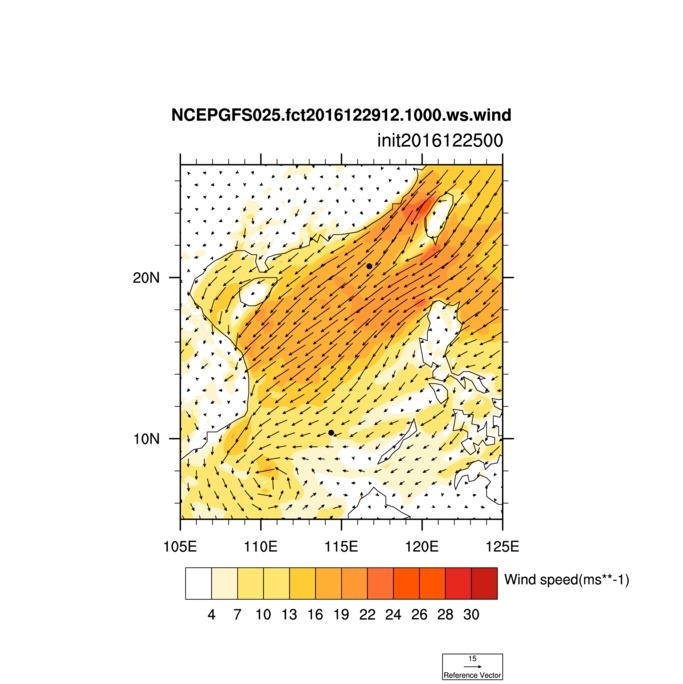 NCEPGFS025.fct2016122912.1000.ws.wind
init2016122500
20N
10N
105E 110E 115E 120E 125E
Wind speed(ms**-1)
4 7 10 13 16 19 22 24 26 28 30
15
Reference Vector